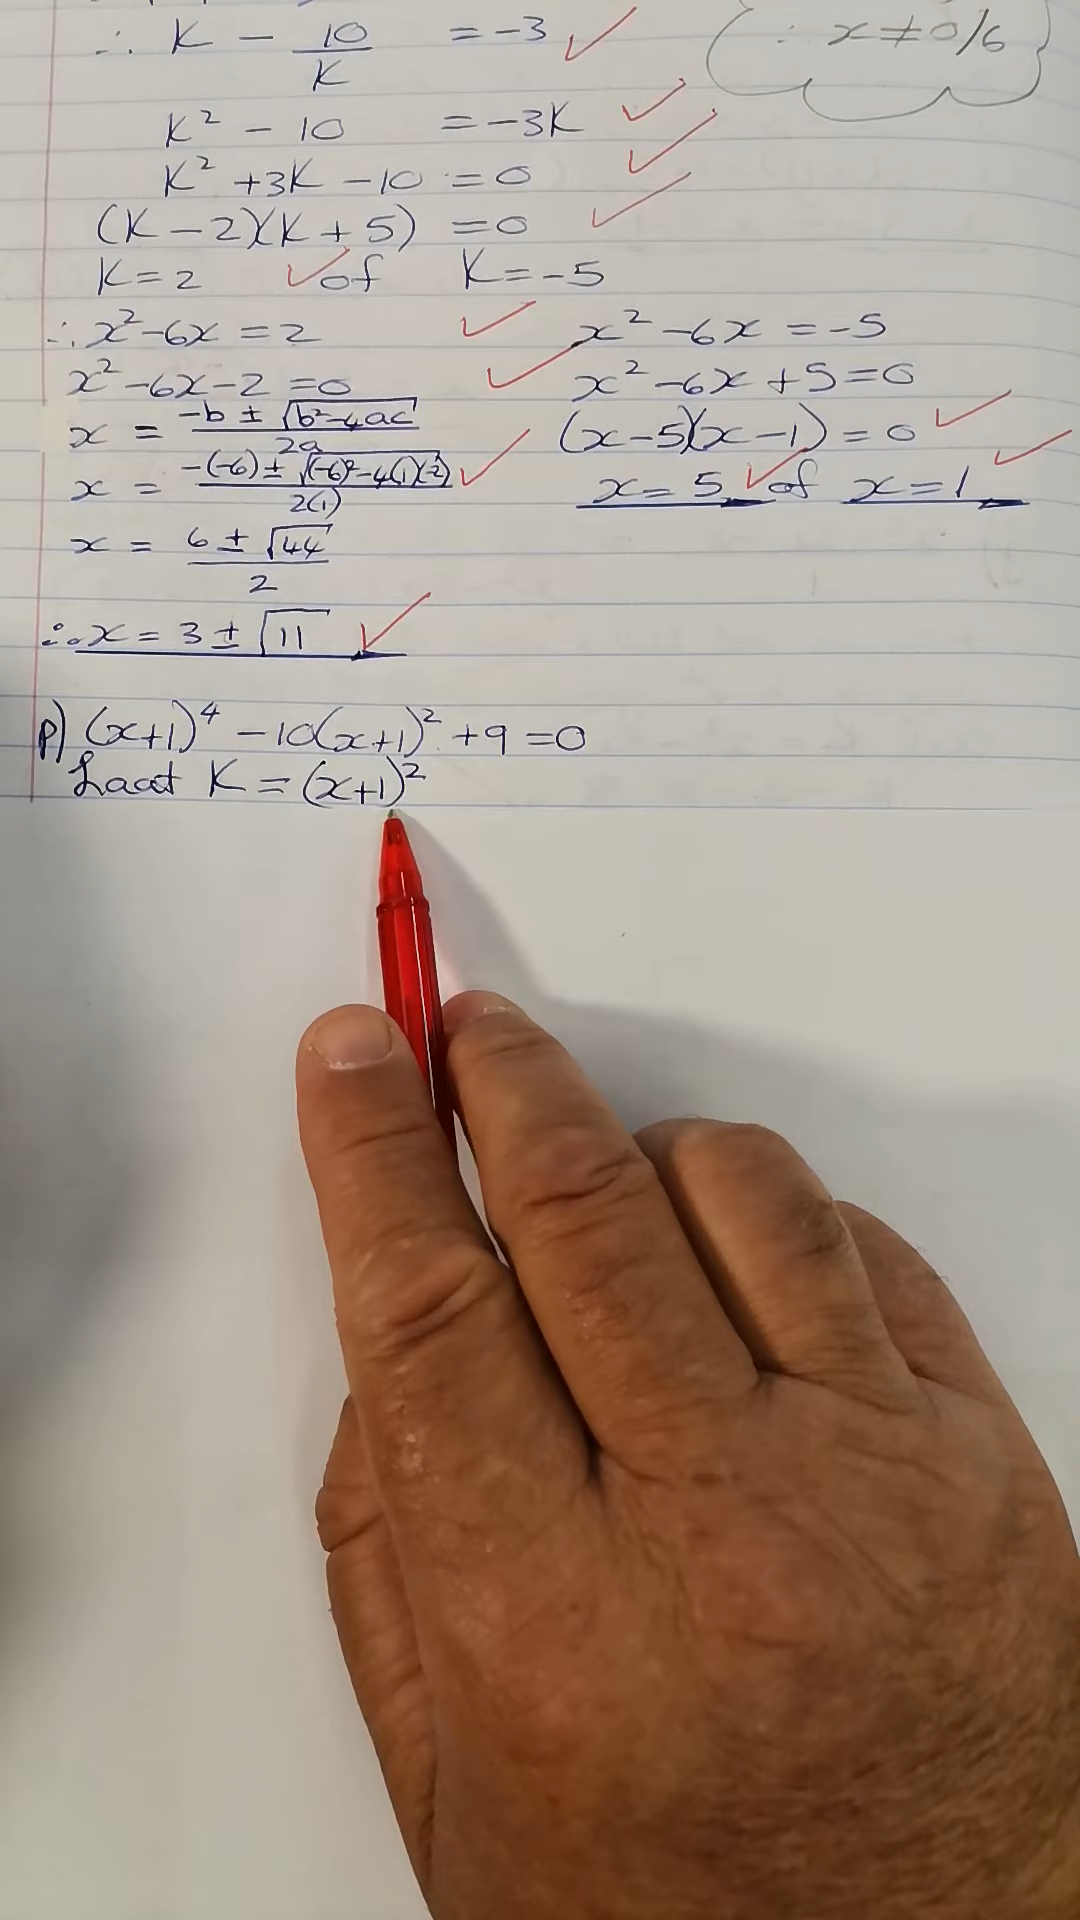 ∴ K - 10/K = -3 {∴ x ≠ 0/6}
K² - 10 = -3K
K² + 3K - 10 = 0
(K - 2)(K + 5) = 0
K = 2 of K = -5
∴ x² - 6x = 2 x² - 6x = -5
x² - 6x - 2 = 0 x² - 6x + 5 = 0
x = (-b ± √(b² - 4ac))/2a (x - 5)(x - 1) = 0
x = (-(-6) ± √((-6)² - 4(1)(-2)))/2(1) x = 5 of x = 1
x = (6 ± √44)/2
∴ x = 3 ± √11
p) (x+1)⁴ - 10(x+1)² + 9 = 0
Laat K = (x+1)²